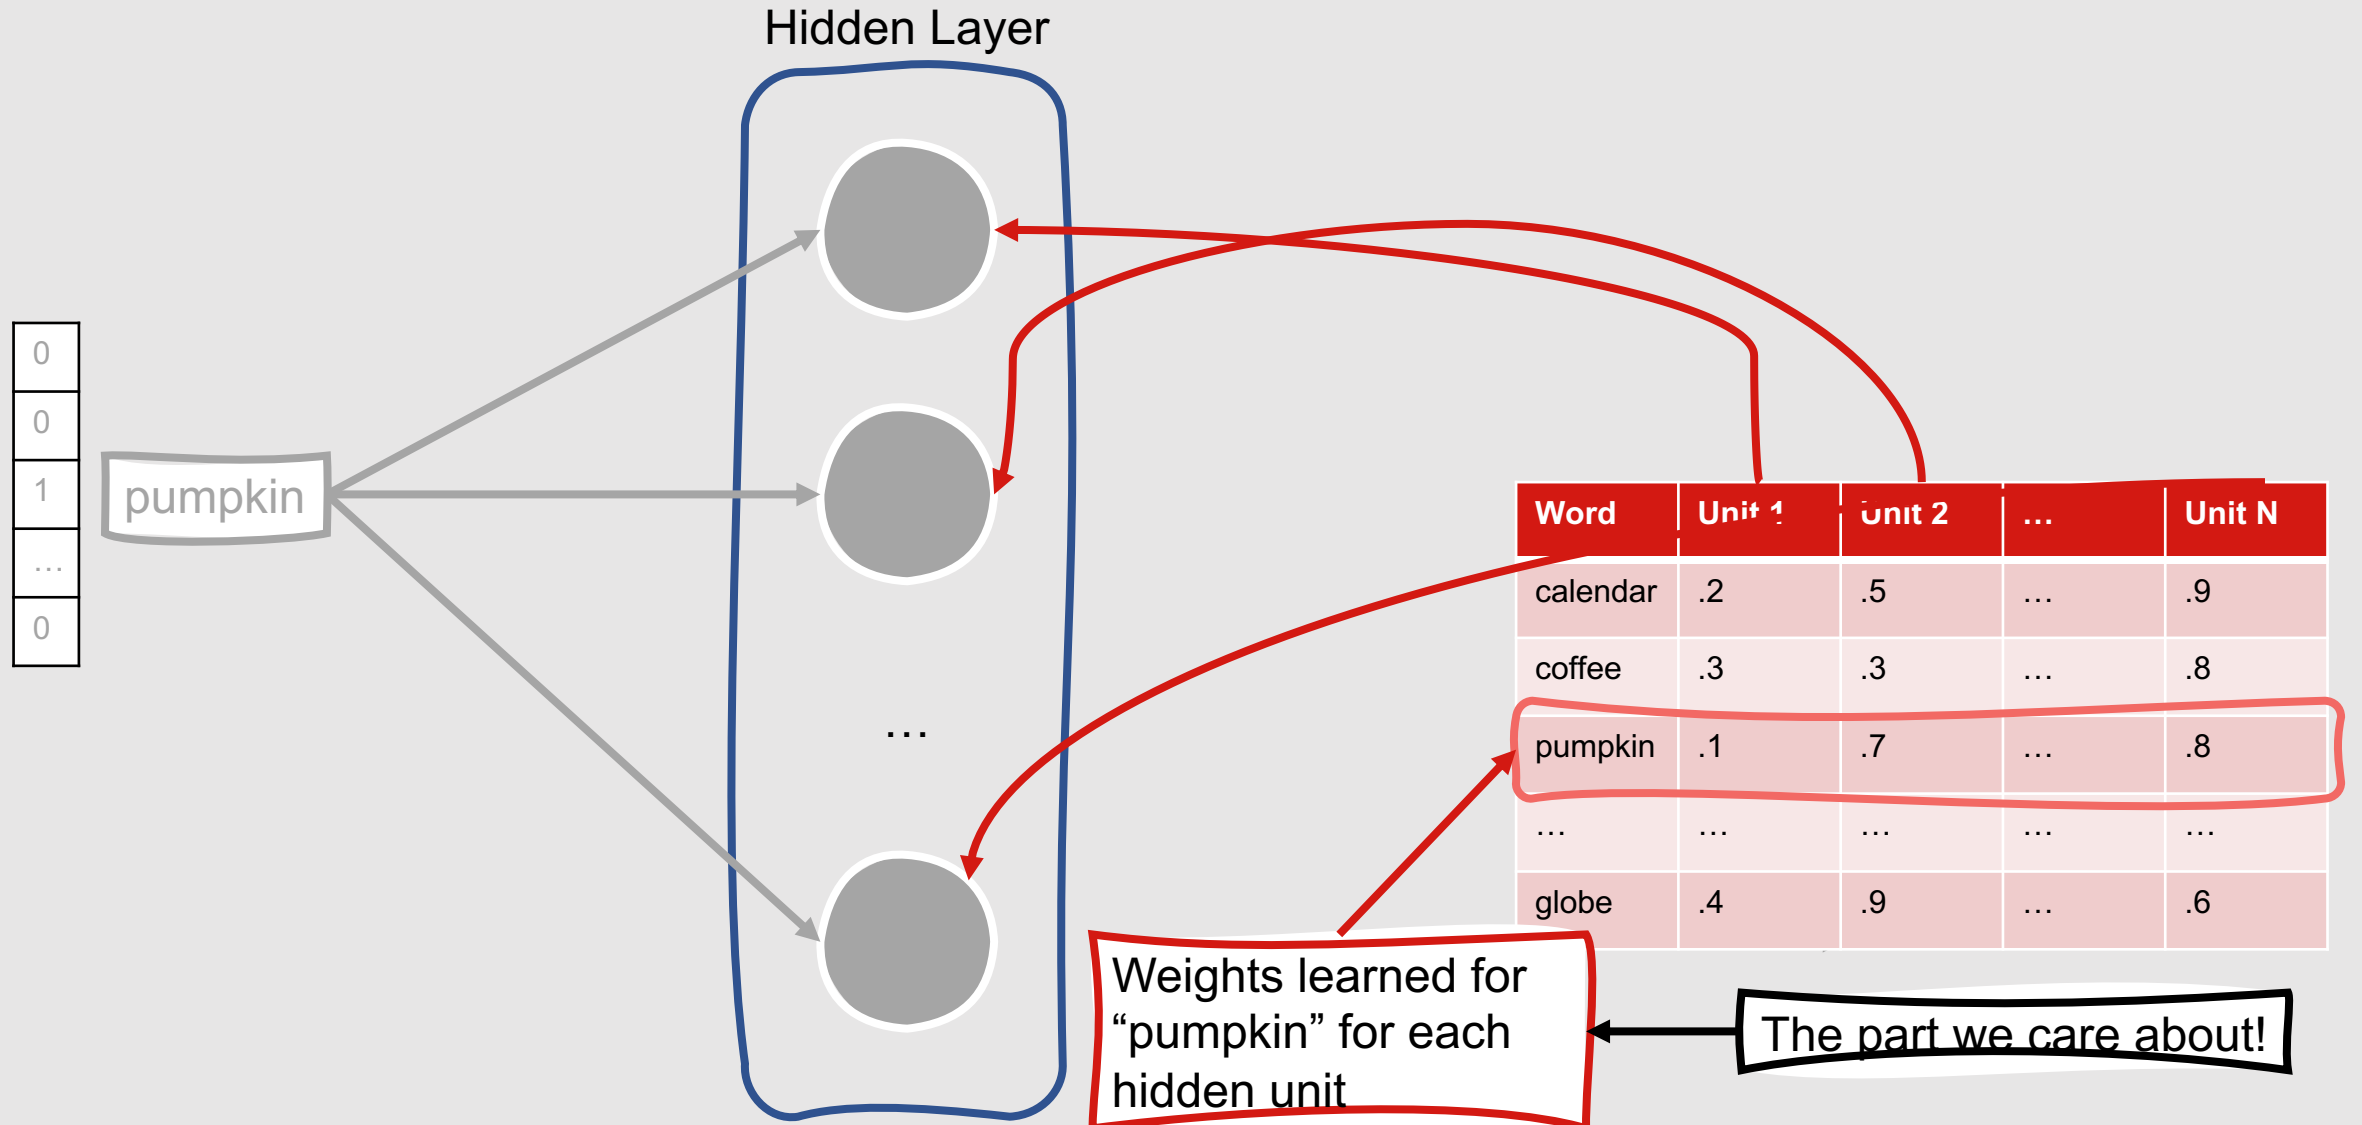 Hidden Layer
0
0
1
…
0
pumpkin
…
Word Unit 1 Unit 2 … Unit N
calendar .2 .5 … .9
coffee .3 .3 … .8
pumpkin .1 .7 … .8
… … … … …
globe .4 .9 … .6
Weights learned for
“pumpkin” for each
hidden unit
The part we care about!